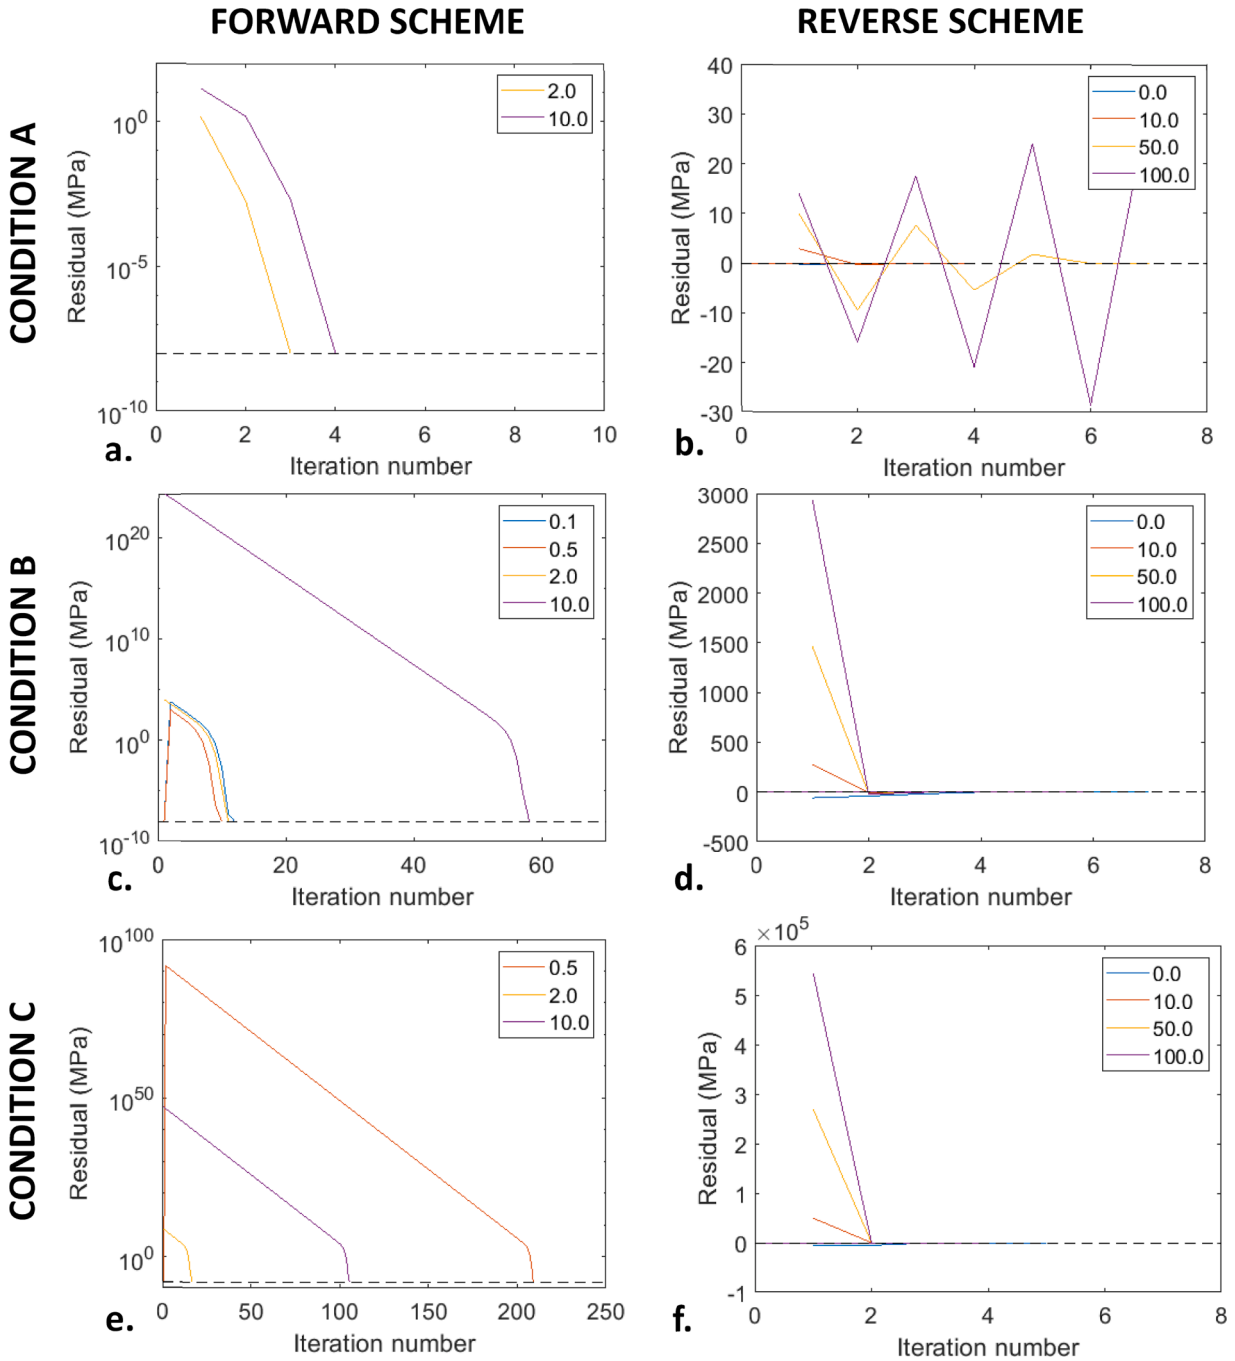 FORWARD SCHEME
REVERSE SCHEME
CONDITION A
Residual (MPa)
10^0
10^-5
10^-10
0 2 4 6 8 10
Iteration number
a.
2.0
10.0
Residual (MPa)
40
30
20
10
0
-10
-20
-30
0 2 4 6 8
Iteration number
b.
0.0
10.0
50.0
100.0
CONDITION B
Residual (MPa)
10^20
10^10
10^0
10^-10
0 20 40 60
Iteration number
c.
0.1
0.5
2.0
10.0
Residual (MPa)
3000
2500
2000
1500
1000
500
0
-500
0 2 4 6 8
Iteration number
d.
0.0
10.0
50.0
100.0
CONDITION C
Residual (MPa)
10^100
10^50
10^0
0 50 100 150 200 250
Iteration number
e.
0.5
2.0
10.0
Residual (MPa)
×10^5
6
5
4
3
2
1
0
-1
0 2 4 6 8
Iteration number
f.
0.0
10.0
50.0
100.0